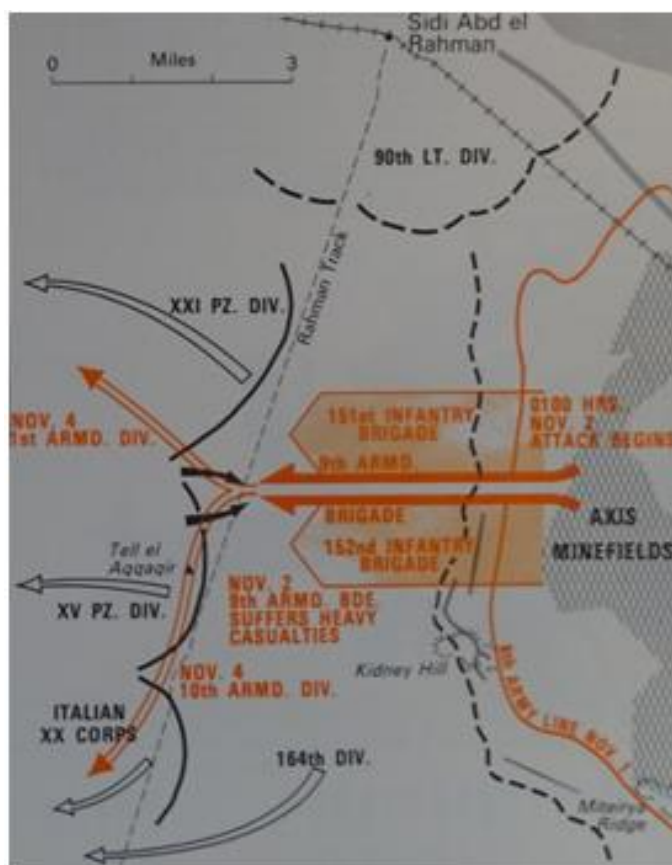 Sidi Abd el
Rahman
0
Miles
3
90th LT. DIV.
Rahman Track
XXI PZ. DIV.
NOV. 4
1st ARMD. DIV.
151st INFANTRY
BRIGADE
0100 HRS.,
NOV. 2
ATTACK BEGINS
9th ARMD.
BRIGADE
AXIS
MINEFIELDS
152nd INFANTRY
BRIGADE
Tell el
Aqqaqir
XV PZ. DIV.
NOV. 2
9th ARMD. BDE.
SUFFERS HEAVY
CASUALTIES
Kidney Hill
NOV. 4
10th ARMD. DIV.
8th ARMY LINE NOV 1
ITALIAN
XX CORPS
164th DIV.
Miteirya
Ridge